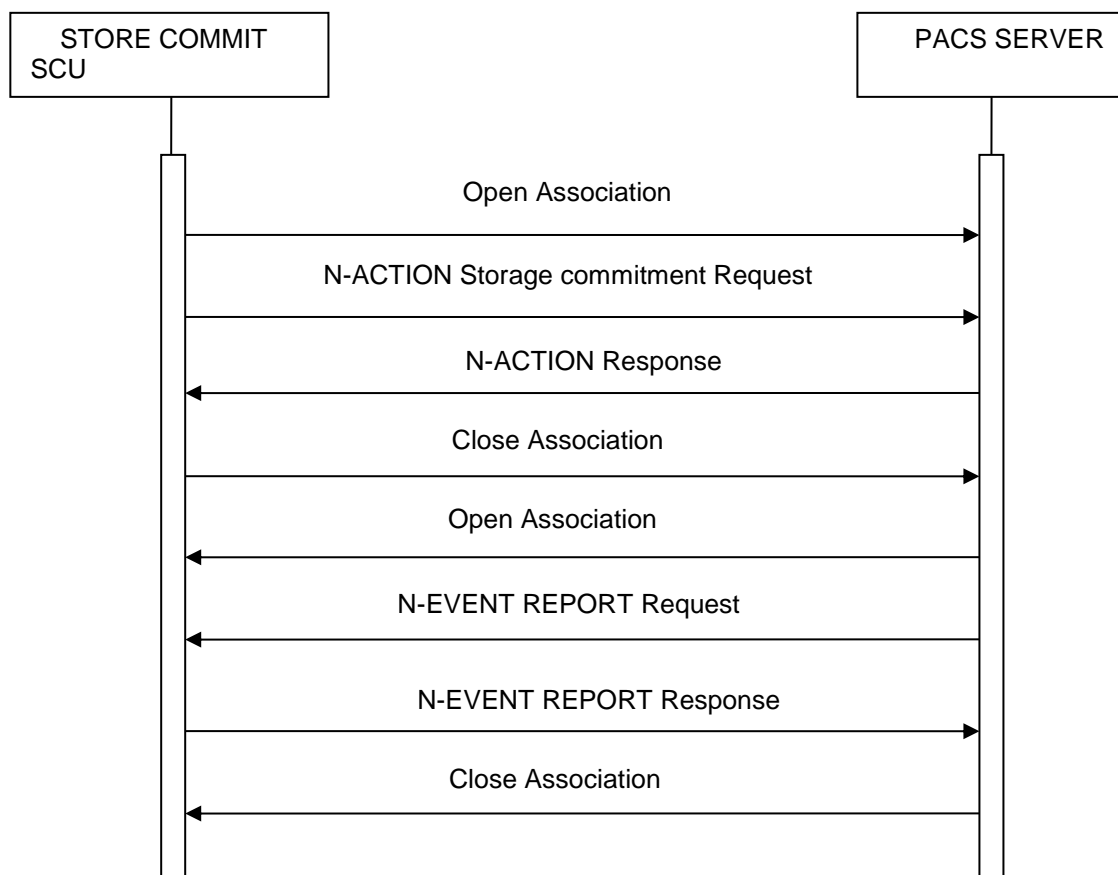 STORE COMMIT
SCU
PACS SERVER
Open Association
N-ACTION Storage commitment Request
N-ACTION Response
Close Association
Open Association
N-EVENT REPORT Request
N-EVENT REPORT Response
Close Association